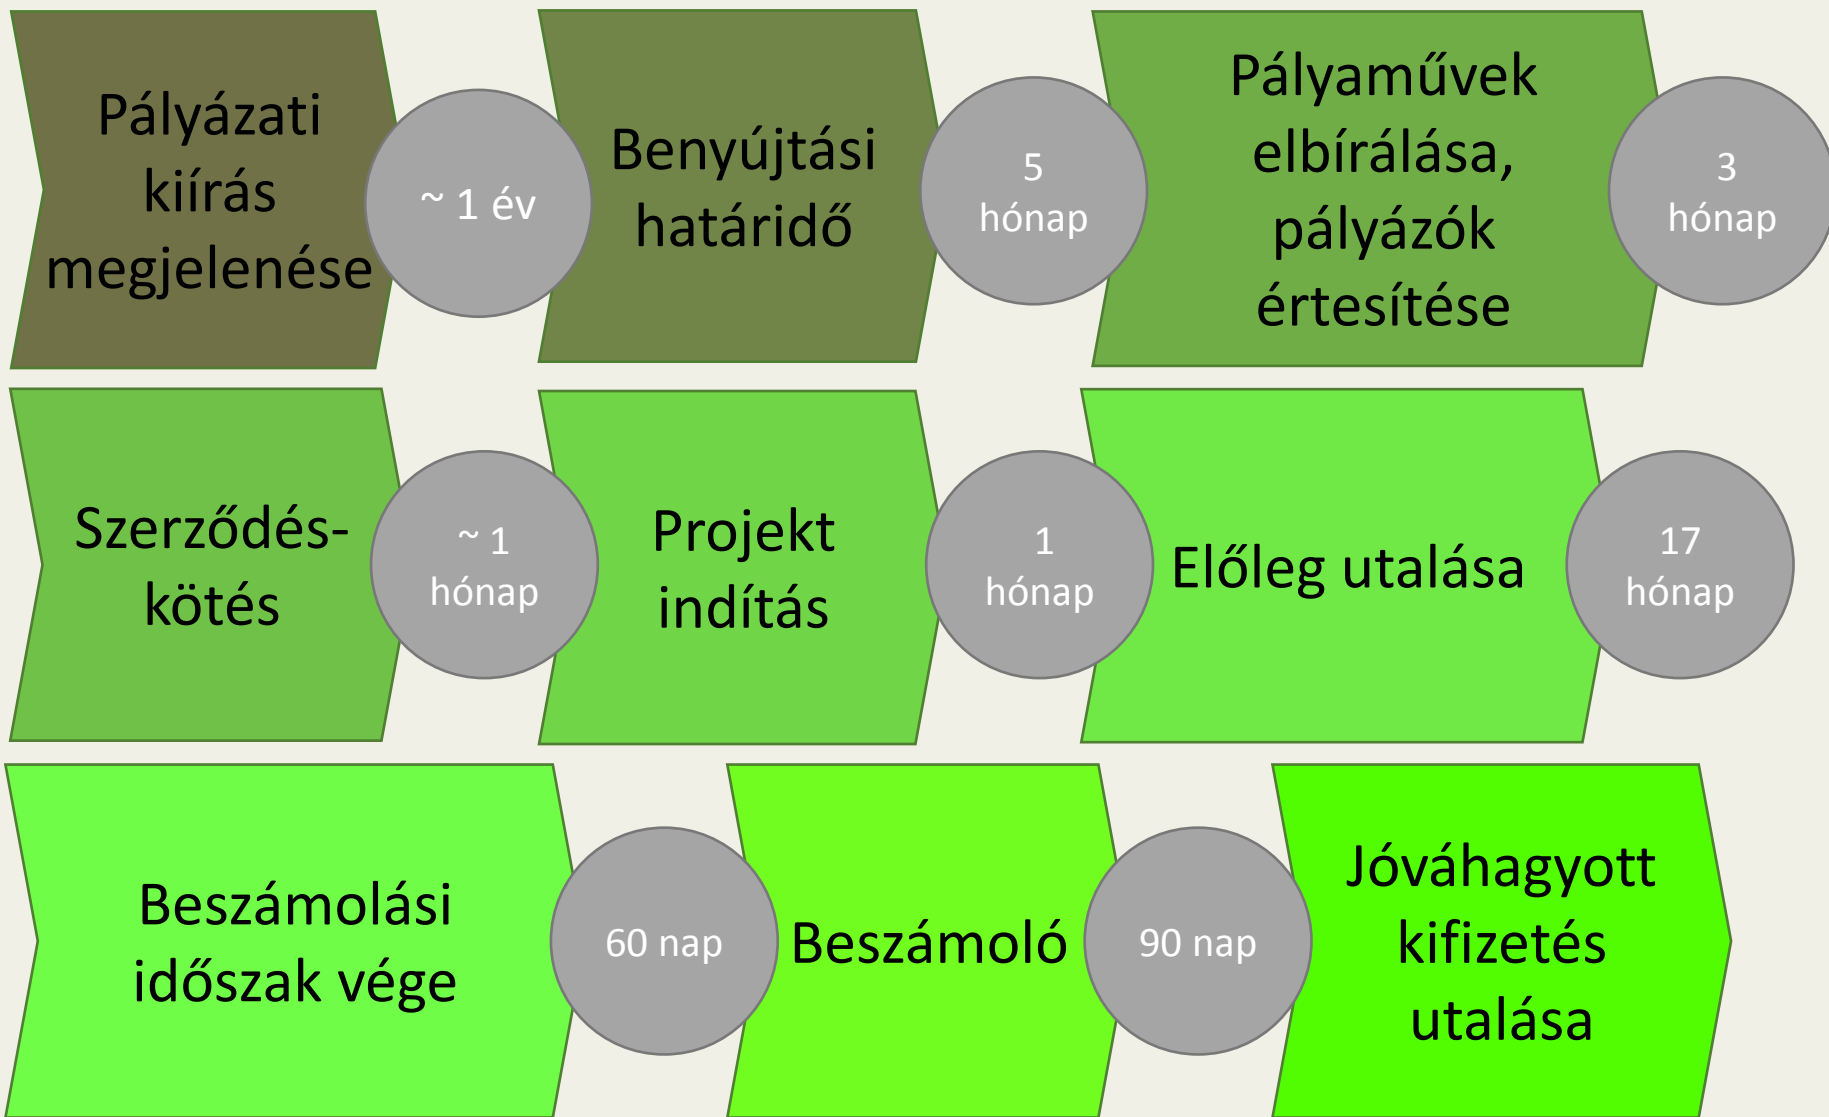 Pályázati
kiírás
megjelenése
~ 1 év
Benyújtási
határidő
5
hónap
Pályaművek
elbírálása,
pályázók
értesítése
3
hónap
Szerződés-
kötés
~ 1
hónap
Projekt
indítás
1
hónap
Előleg utalása
17
hónap
Beszámolási
időszak vége
60 nap
Beszámoló
90 nap
Jóváhagyott
kifizetés
utalása